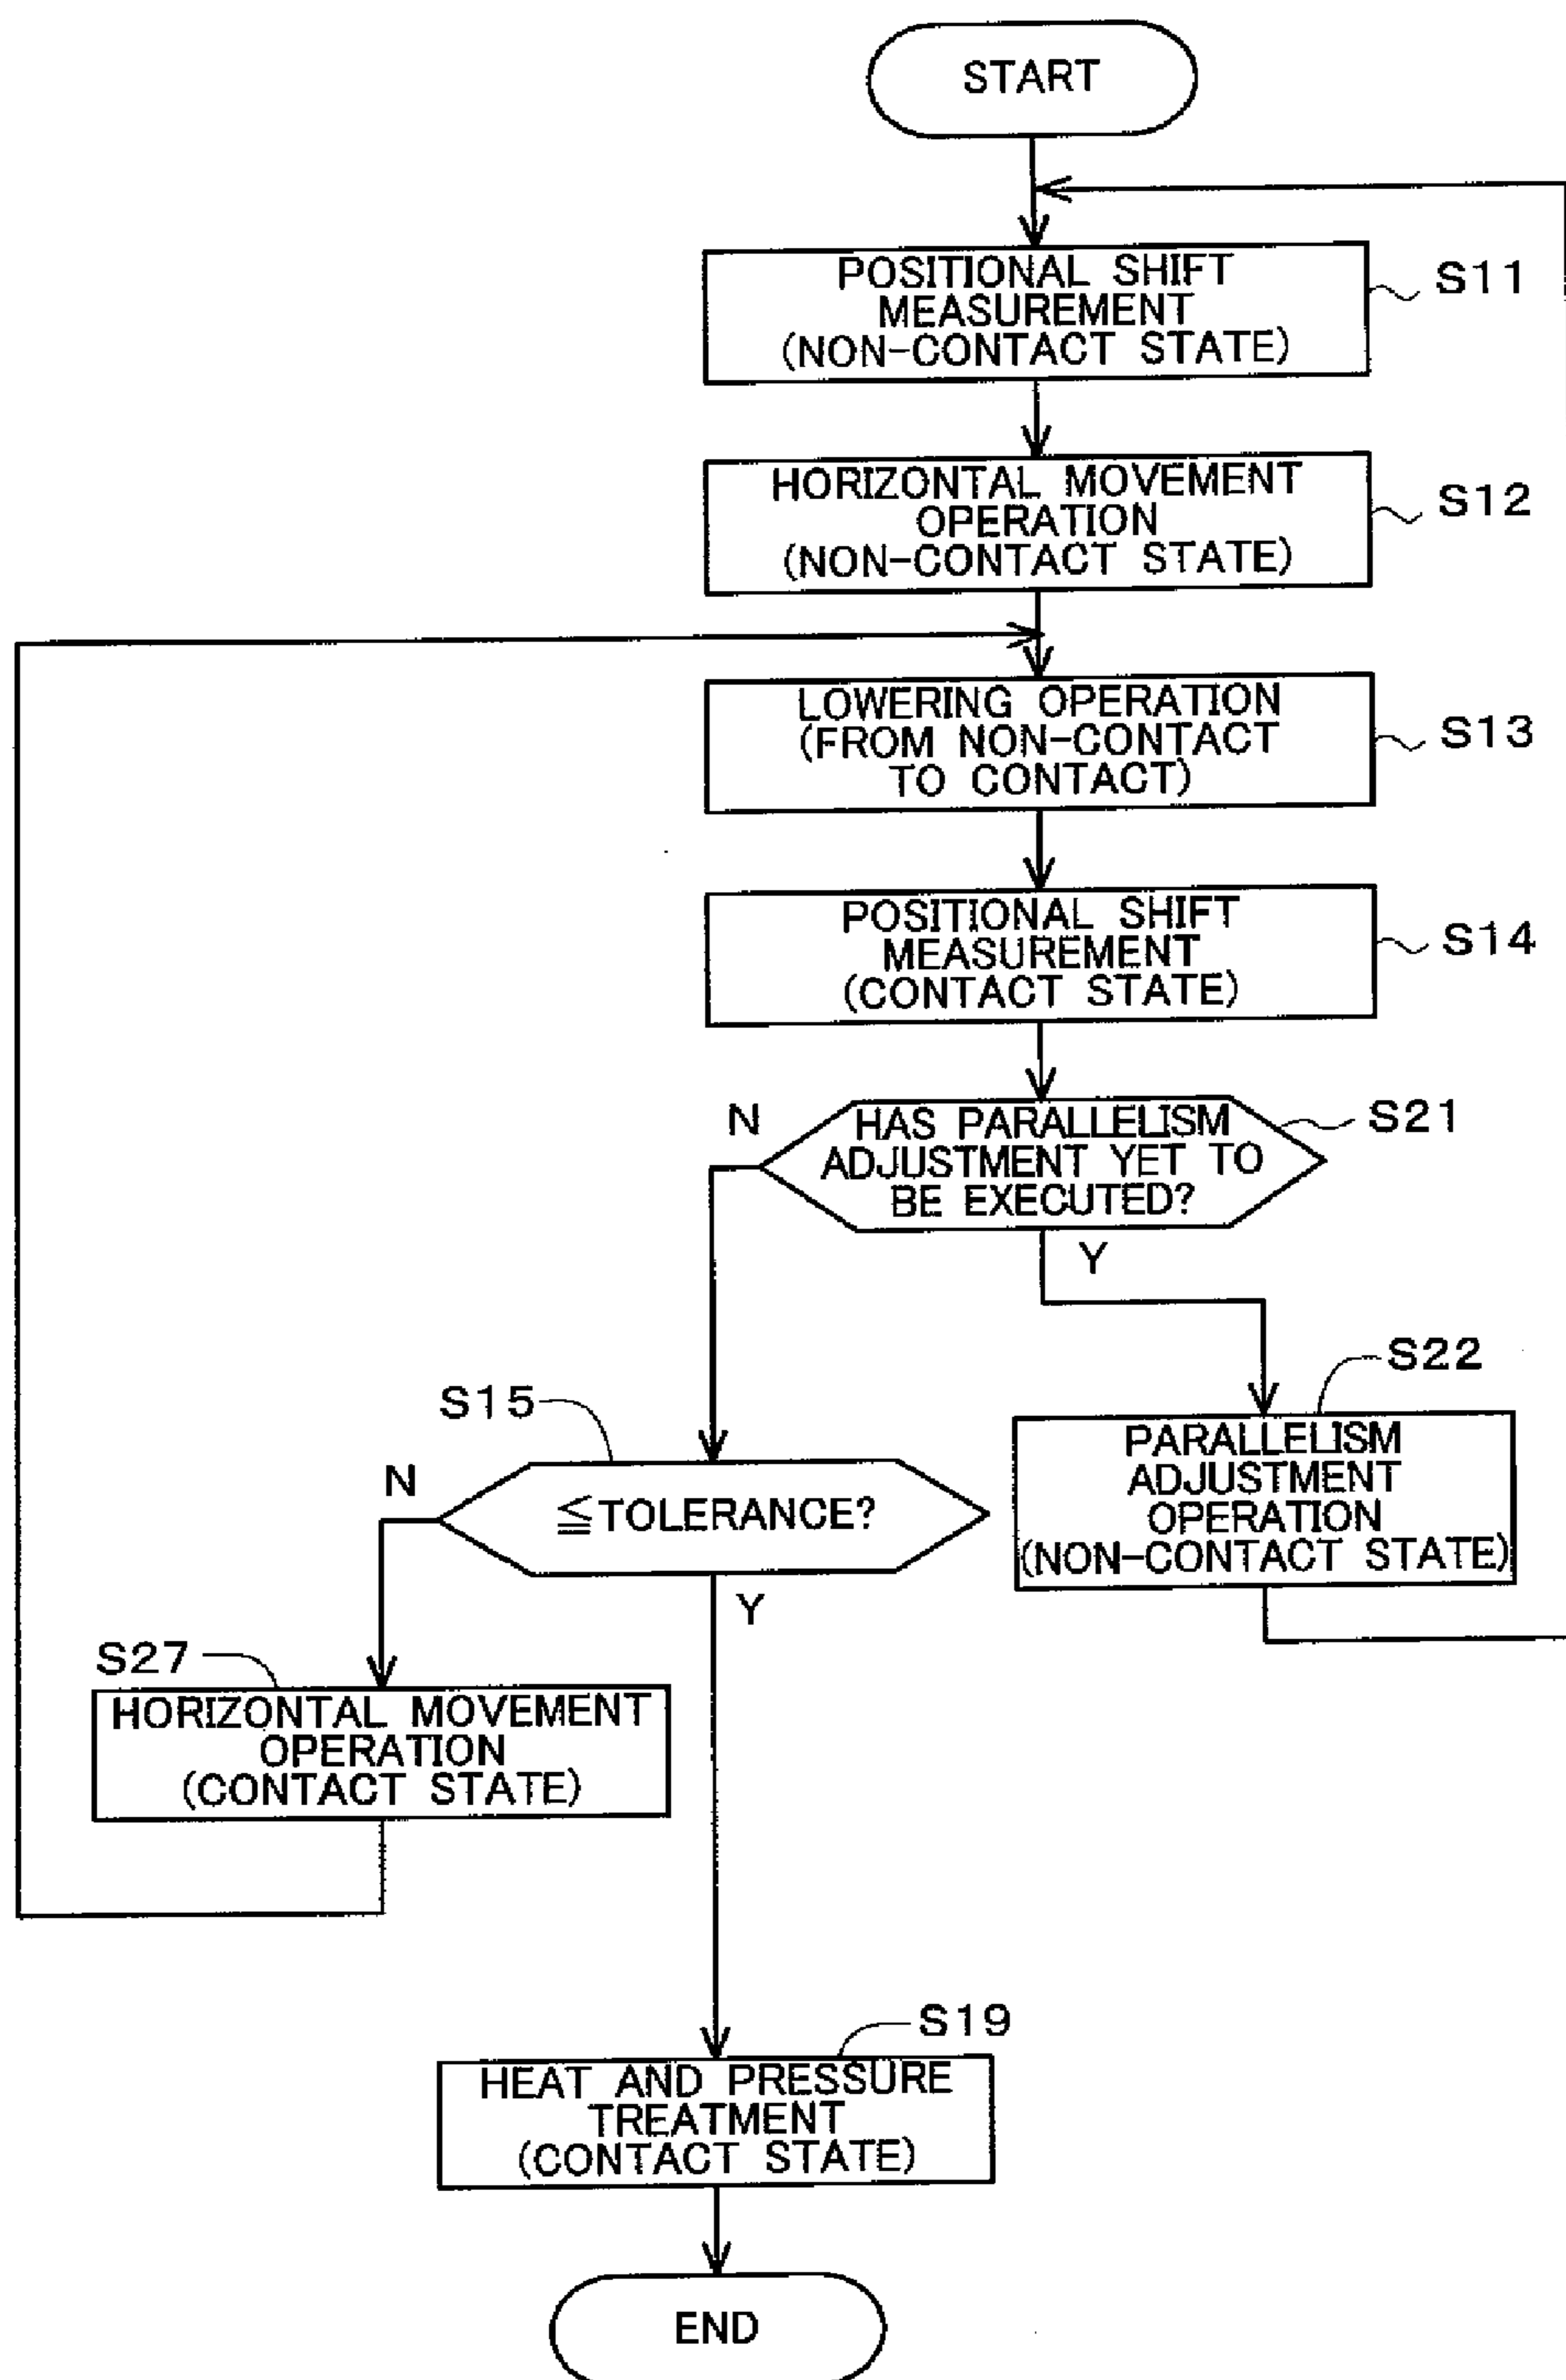 START
POSITIONAL SHIFT
MEASUREMENT
(NON-CONTACT STATE)
S11
HORIZONTAL MOVEMENT
OPERATION
(NON-CONTACT STATE)
S12
LOWERING OPERATION
(FROM NON-CONTACT
TO CONTACT)
S13
POSITIONAL SHIFT
MEASUREMENT
(CONTACT STATE)
S14
HAS PARALLELISM
ADJUSTMENT YET TO
BE EXECUTED?
S21
N
Y
S22
PARALLELISM
ADJUSTMENT
OPERATION
(NON-CONTACT STATE)
S15
≦TOLERANCE?
N
Y
S27
HORIZONTAL MOVEMENT
OPERATION
(CONTACT STATE)
S19
HEAT AND PRESSURE
TREATMENT
(CONTACT STATE)
END